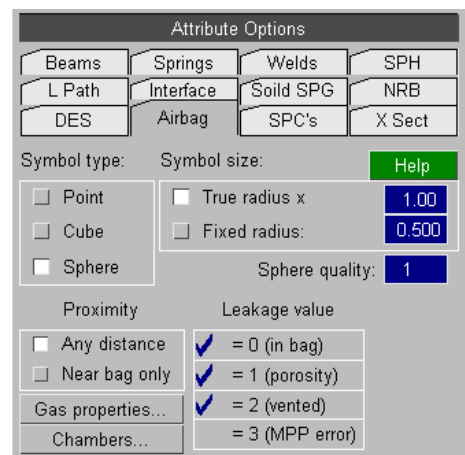 Attribute Options
Beams Springs Welds SPH
L Path Interface Soild SPG NRB
DES Airbag SPC's X Sect
Symbol type: Symbol size: Help
Point True radius x 1.00
Cube Fixed radius: 0.500
Sphere Sphere quality: 1
Proximity Leakage value
Any distance = 0 (in bag)
Near bag only = 1 (porosity)
Gas properties... = 2 (vented)
Chambers... = 3 (MPP error)